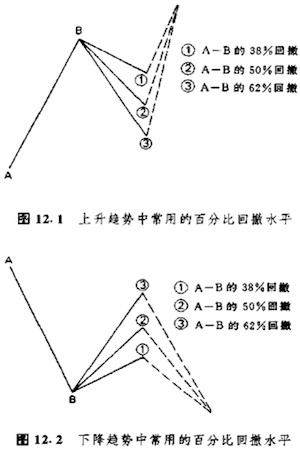 B
① A－B 的 38% 回撤
② A－B 的 50% 回撤
③ A－B 的 62% 回撤
①
②
③
A
图 12.1 上升趋势中常用的百分比回撤水平
A
③
① A－B 的 38% 回撤
② A－B 的 50% 回撤
③ A－B 的 62% 回撤
②
①
B
图 12.2 下降趋势中常用的百分比回撤水平